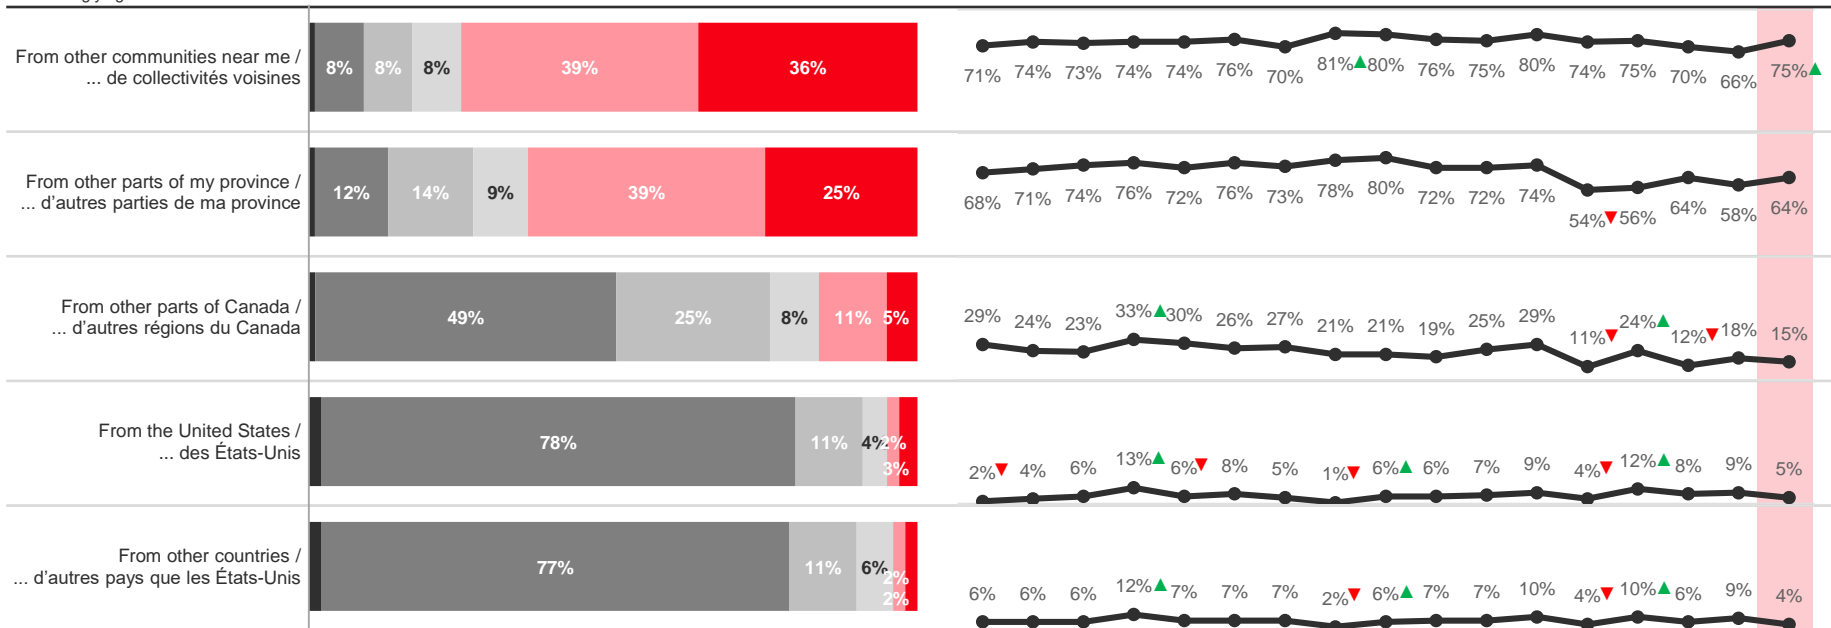 From other communities near me /
... de collectivités voisines
8% 8% 8% 39% 36%
71% 74% 73% 74% 74% 76% 70% 81% 80% 76% 75% 80% 74% 75% 70% 66% 75%
From other parts of my province /
... d'autres parties de ma province
12% 14% 9% 39% 25%
68% 71% 74% 76% 72% 76% 73% 78% 80% 72% 72% 74% 54% 56% 64% 58% 64%
From other parts of Canada /
... d'autres régions du Canada
49% 25% 8% 11% 5%
29% 24% 23% 33% 30% 26% 27% 21% 21% 19% 25% 29% 11% 24% 12% 18% 15%
From the United States /
... des États-Unis
78% 11% 4% 2% 3%
2% 4% 6% 13% 6% 8% 5% 1% 6% 6% 7% 9% 4% 12% 8% 9% 5%
From other countries /
... d'autres pays que les États-Unis
77% 11% 6% 2% 2%
6% 6% 6% 12% 7% 7% 7% 2% 6% 7% 7% 10% 4% 10% 6% 9% 4%